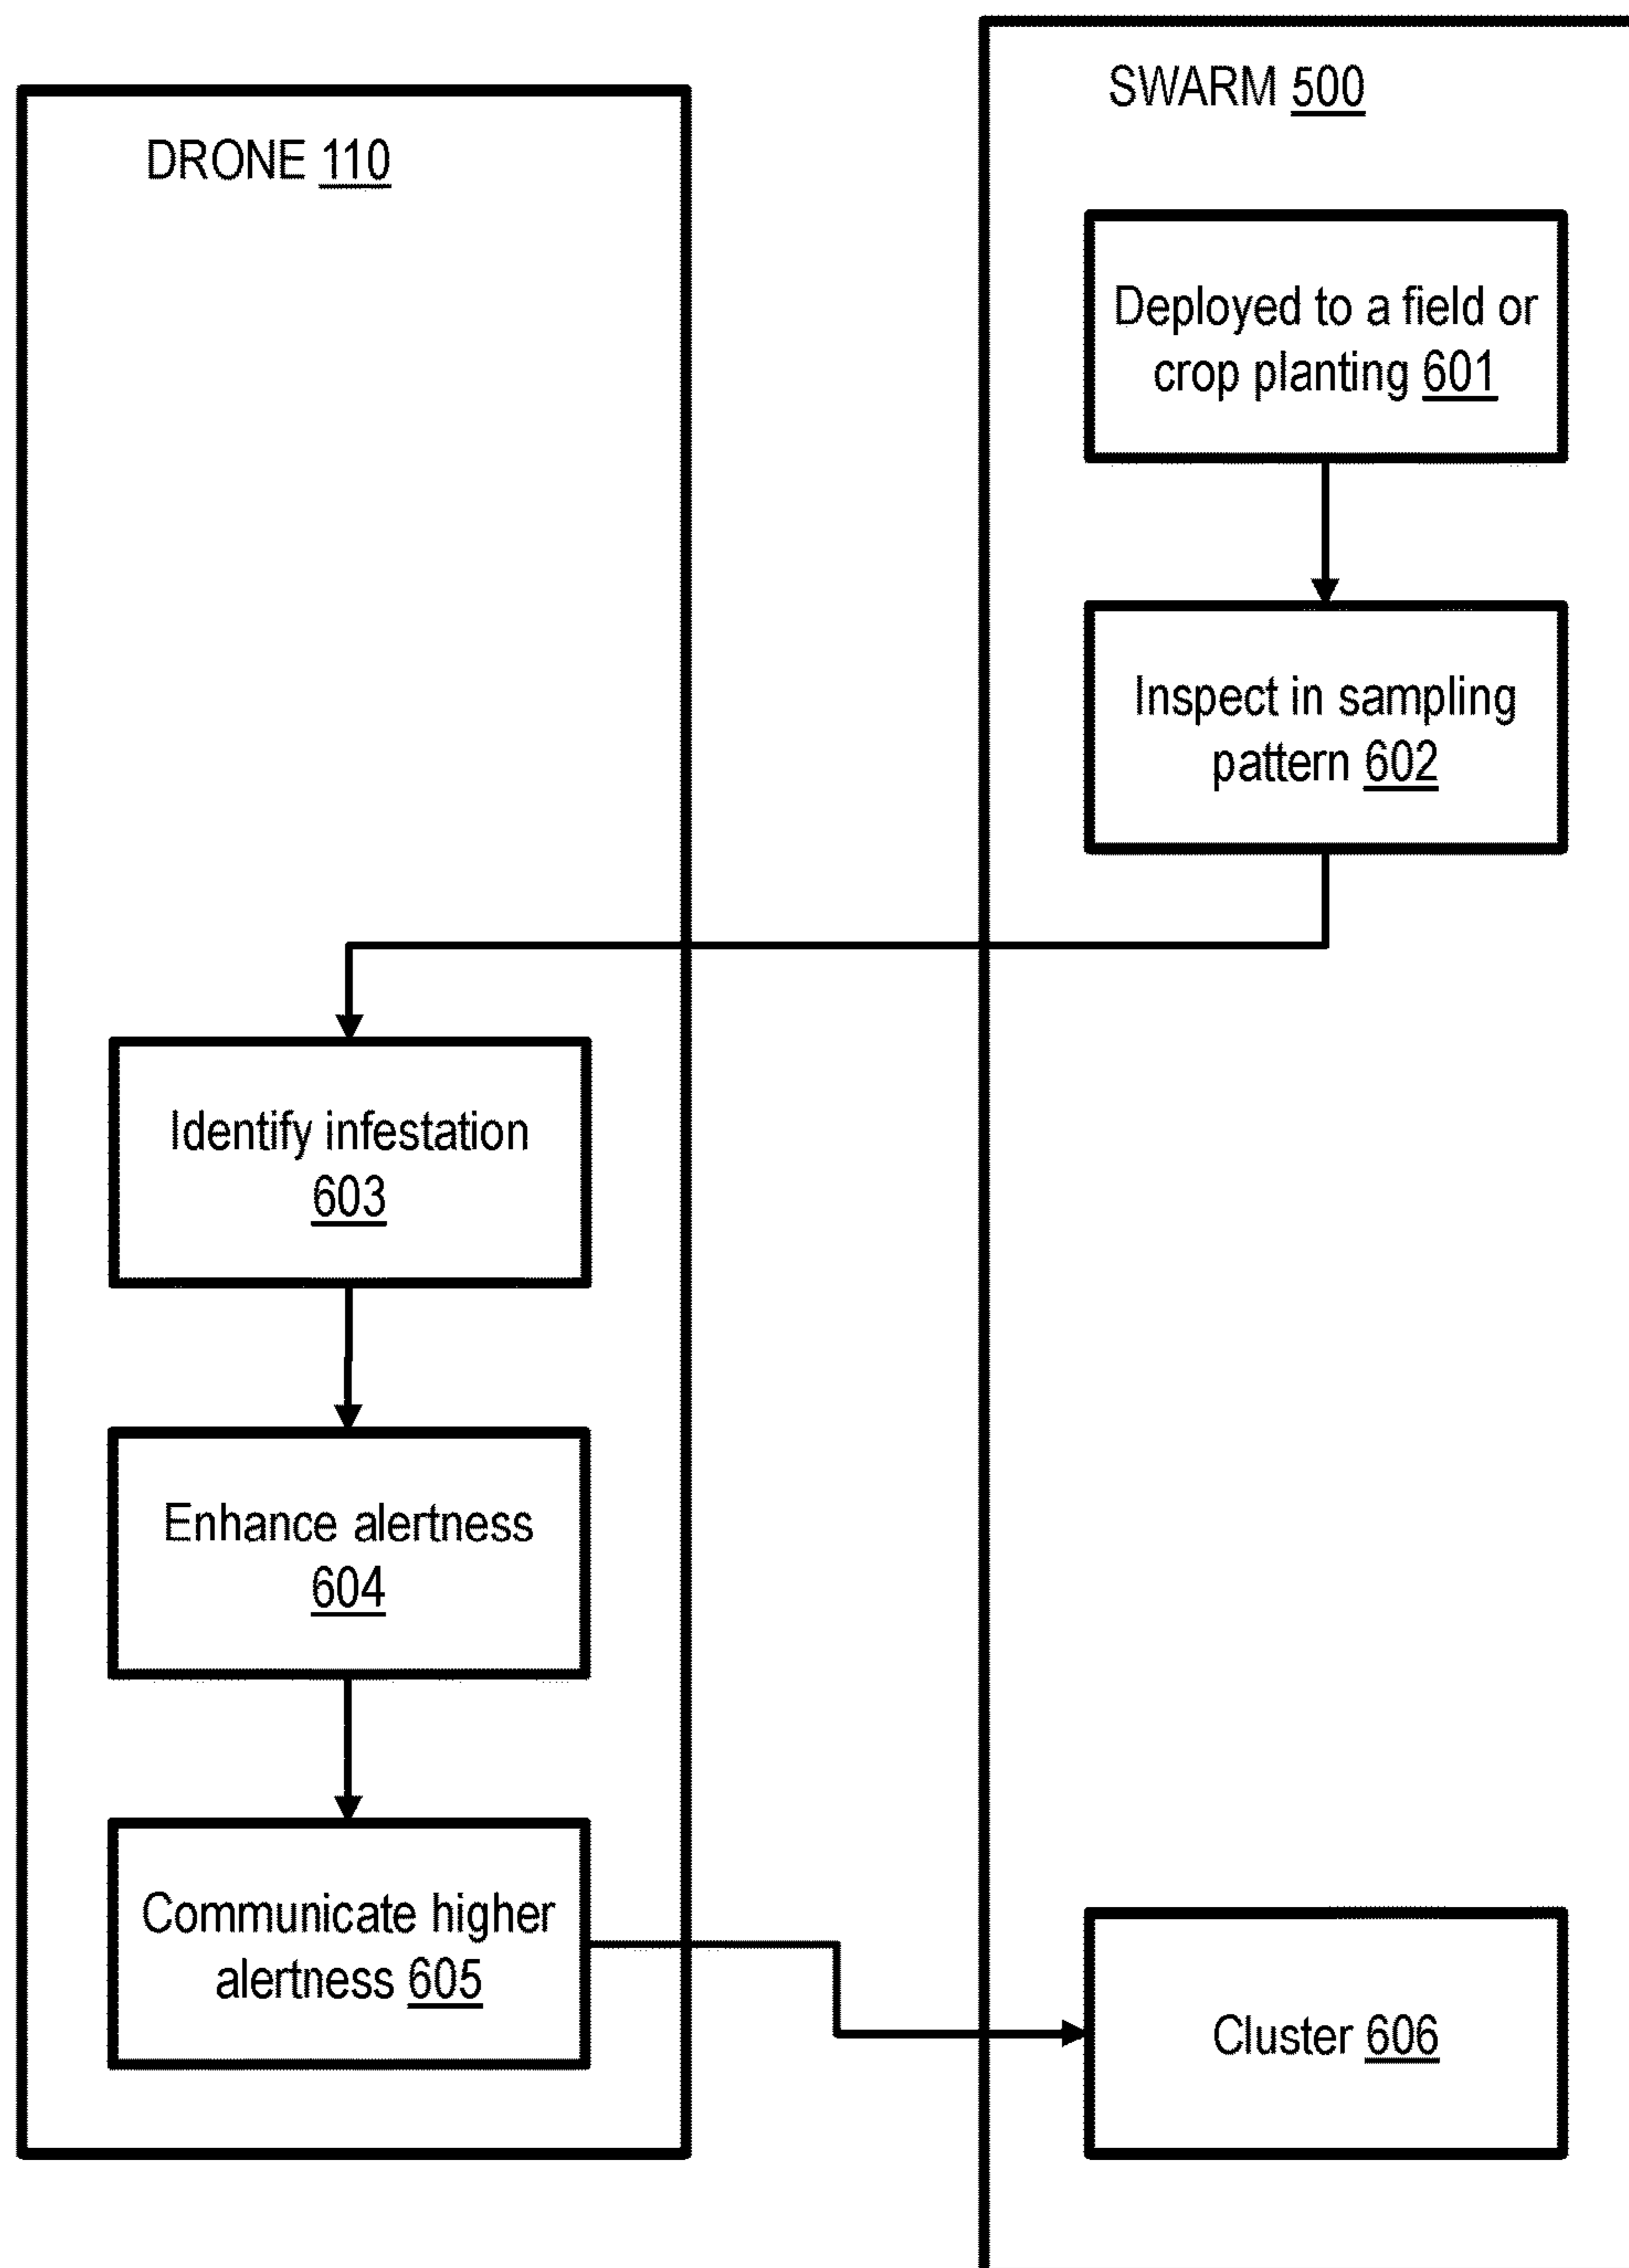 DRONE 110
SWARM 500
Deployed to a field or
crop planting 601
Inspect in sampling
pattern 602
Identify infestation
603
Enhance alertness
604
Communicate higher
alertness 605
Cluster 606